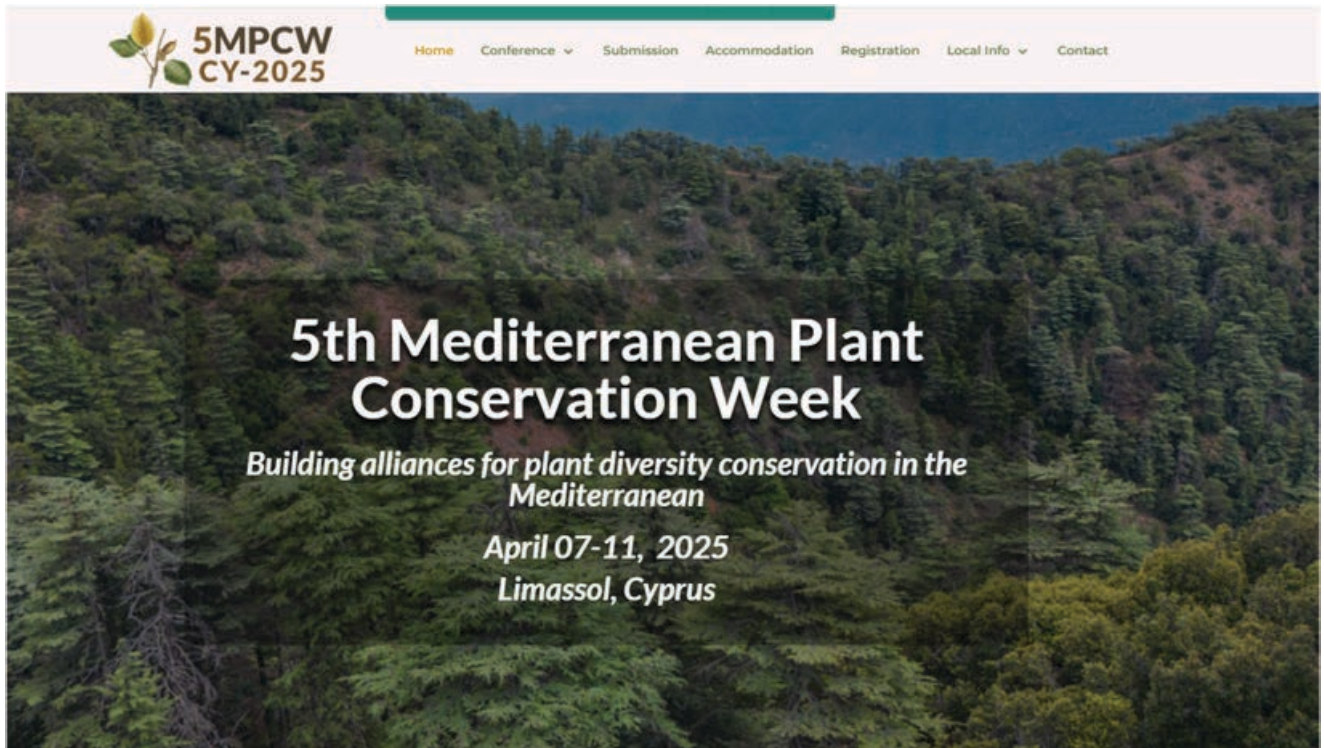 5MPCW
CY-2025
Home Conference Submission Accommodation Registration Local Info Contact
5th Mediterranean Plant
Conservation Week
Building alliances for plant diversity conservation in the
Mediterranean
April 07-11, 2025
Limassol, Cyprus